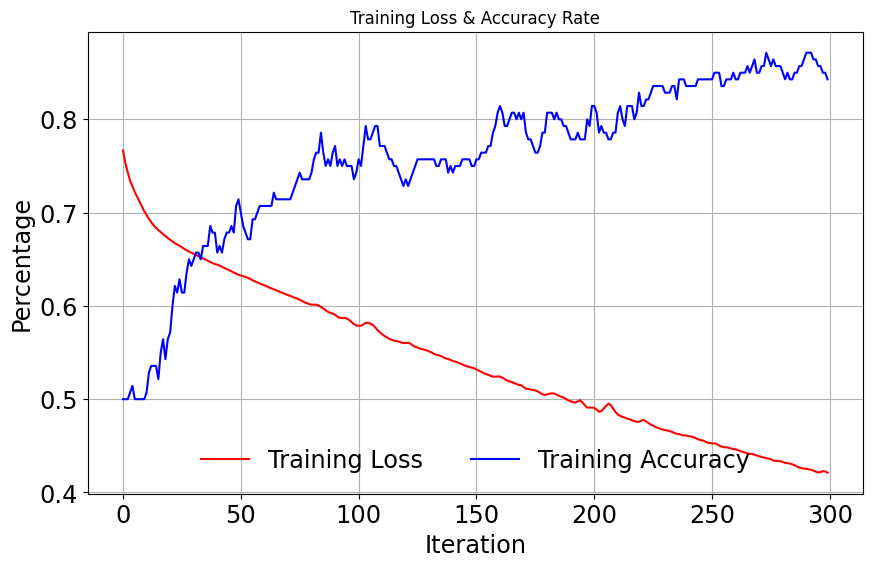 Training Loss & Accuracy Rate
0.8
0.7
0.6
0.5
0.4
Percentage
Training Loss Training Accuracy
0 50 100 150 200 250 300
Iteration